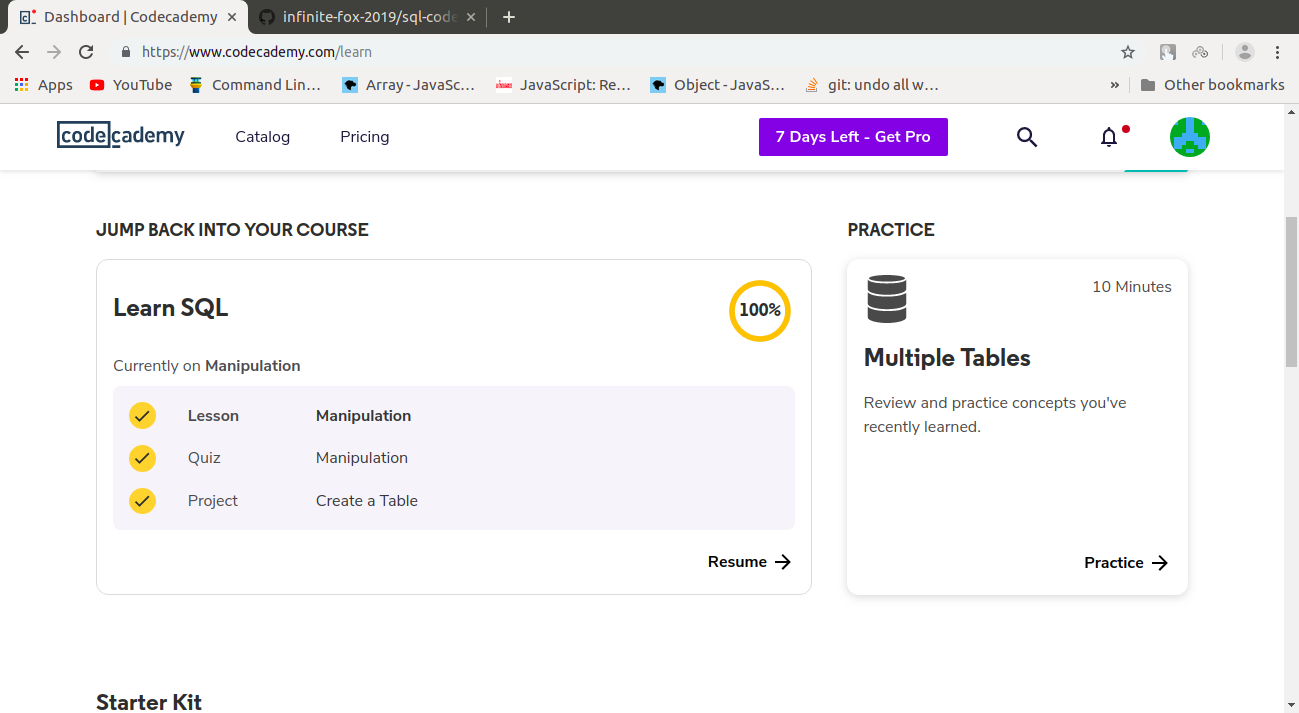 Dashboard | Codecademy
infinite-fox-2019/sql-code
https://www.codecademy.com/learn
Apps
YouTube
Command Lin...
Array - JavaSc...
JavaScript: Re...
Object - JavaS...
git: undo all w...
»
Other bookmarks
codecademy
Catalog
Pricing
7 Days Left - Get Pro
JUMP BACK INTO YOUR COURSE
Learn SQL
100%
Currently on Manipulation
Lesson Manipulation
Quiz Manipulation
Project Create a Table
Resume
PRACTICE
10 Minutes
Multiple Tables
Review and practice concepts you've
recently learned.
Practice
Starter Kit